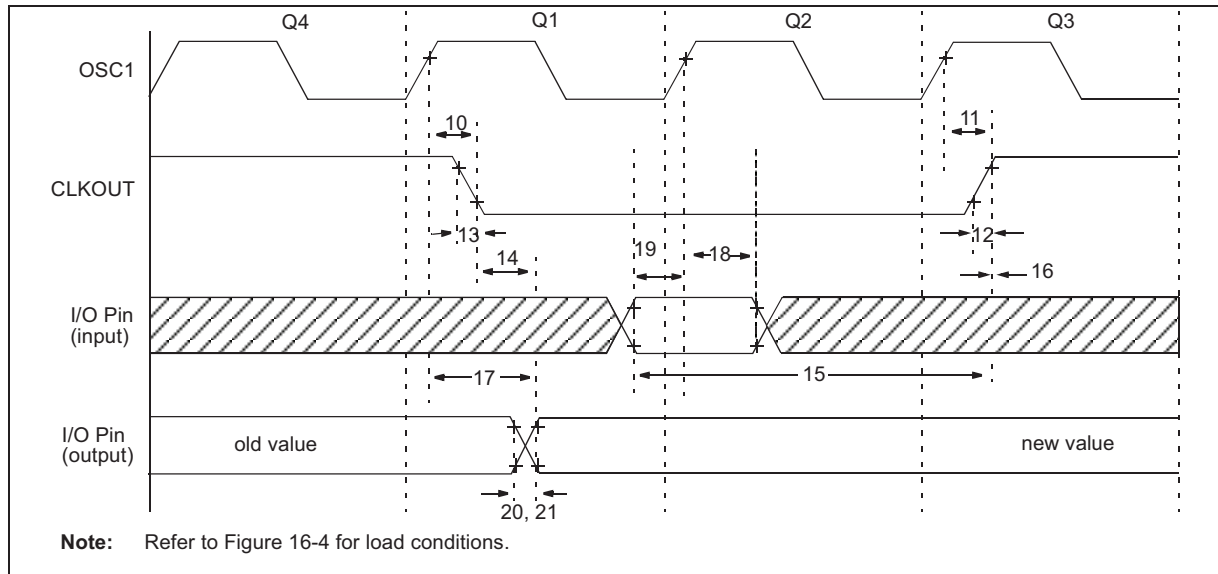 Q4 Q1 Q2 Q3
OSC1
10 11
CLKOUT
13 12
14 19 18 16
I/O Pin
(input)
17 15
I/O Pin
(output)
old value new value
20, 21
Note: Refer to Figure 16-4 for load conditions.